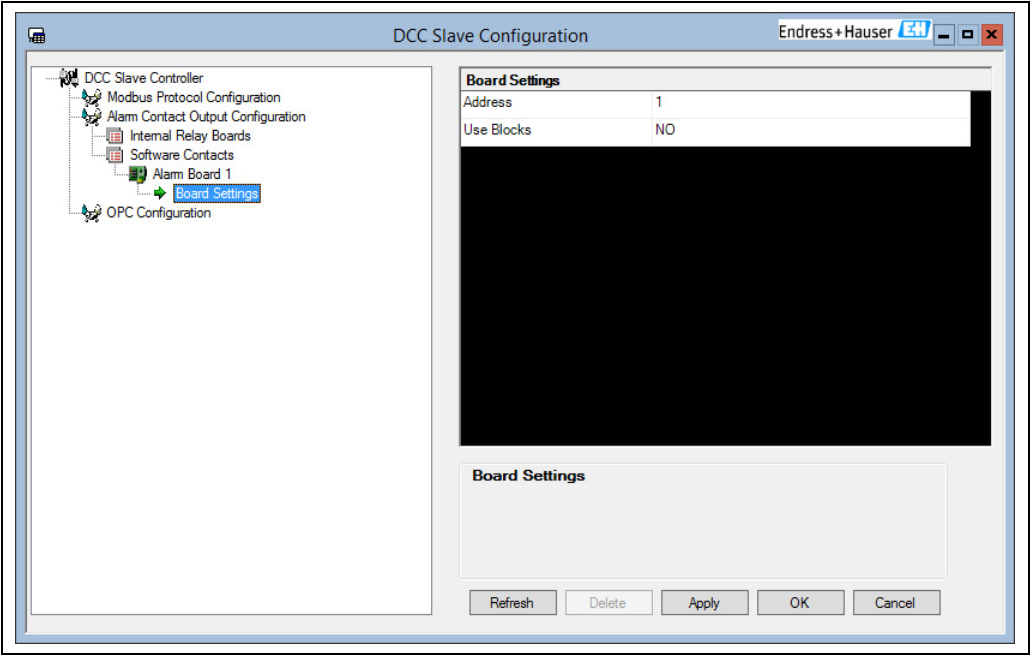 DCC Slave Configuration
Endress+Hauser EH
DCC Slave Controller
Modbus Protocol Configuration
Alarm Contact Output Configuration
Internal Relay Boards
Software Contacts
Alarm Board 1
Board Settings
OPC Configuration
Board Settings
Address 1
Use Blocks NO
Board Settings
Refresh Delete Apply OK Cancel